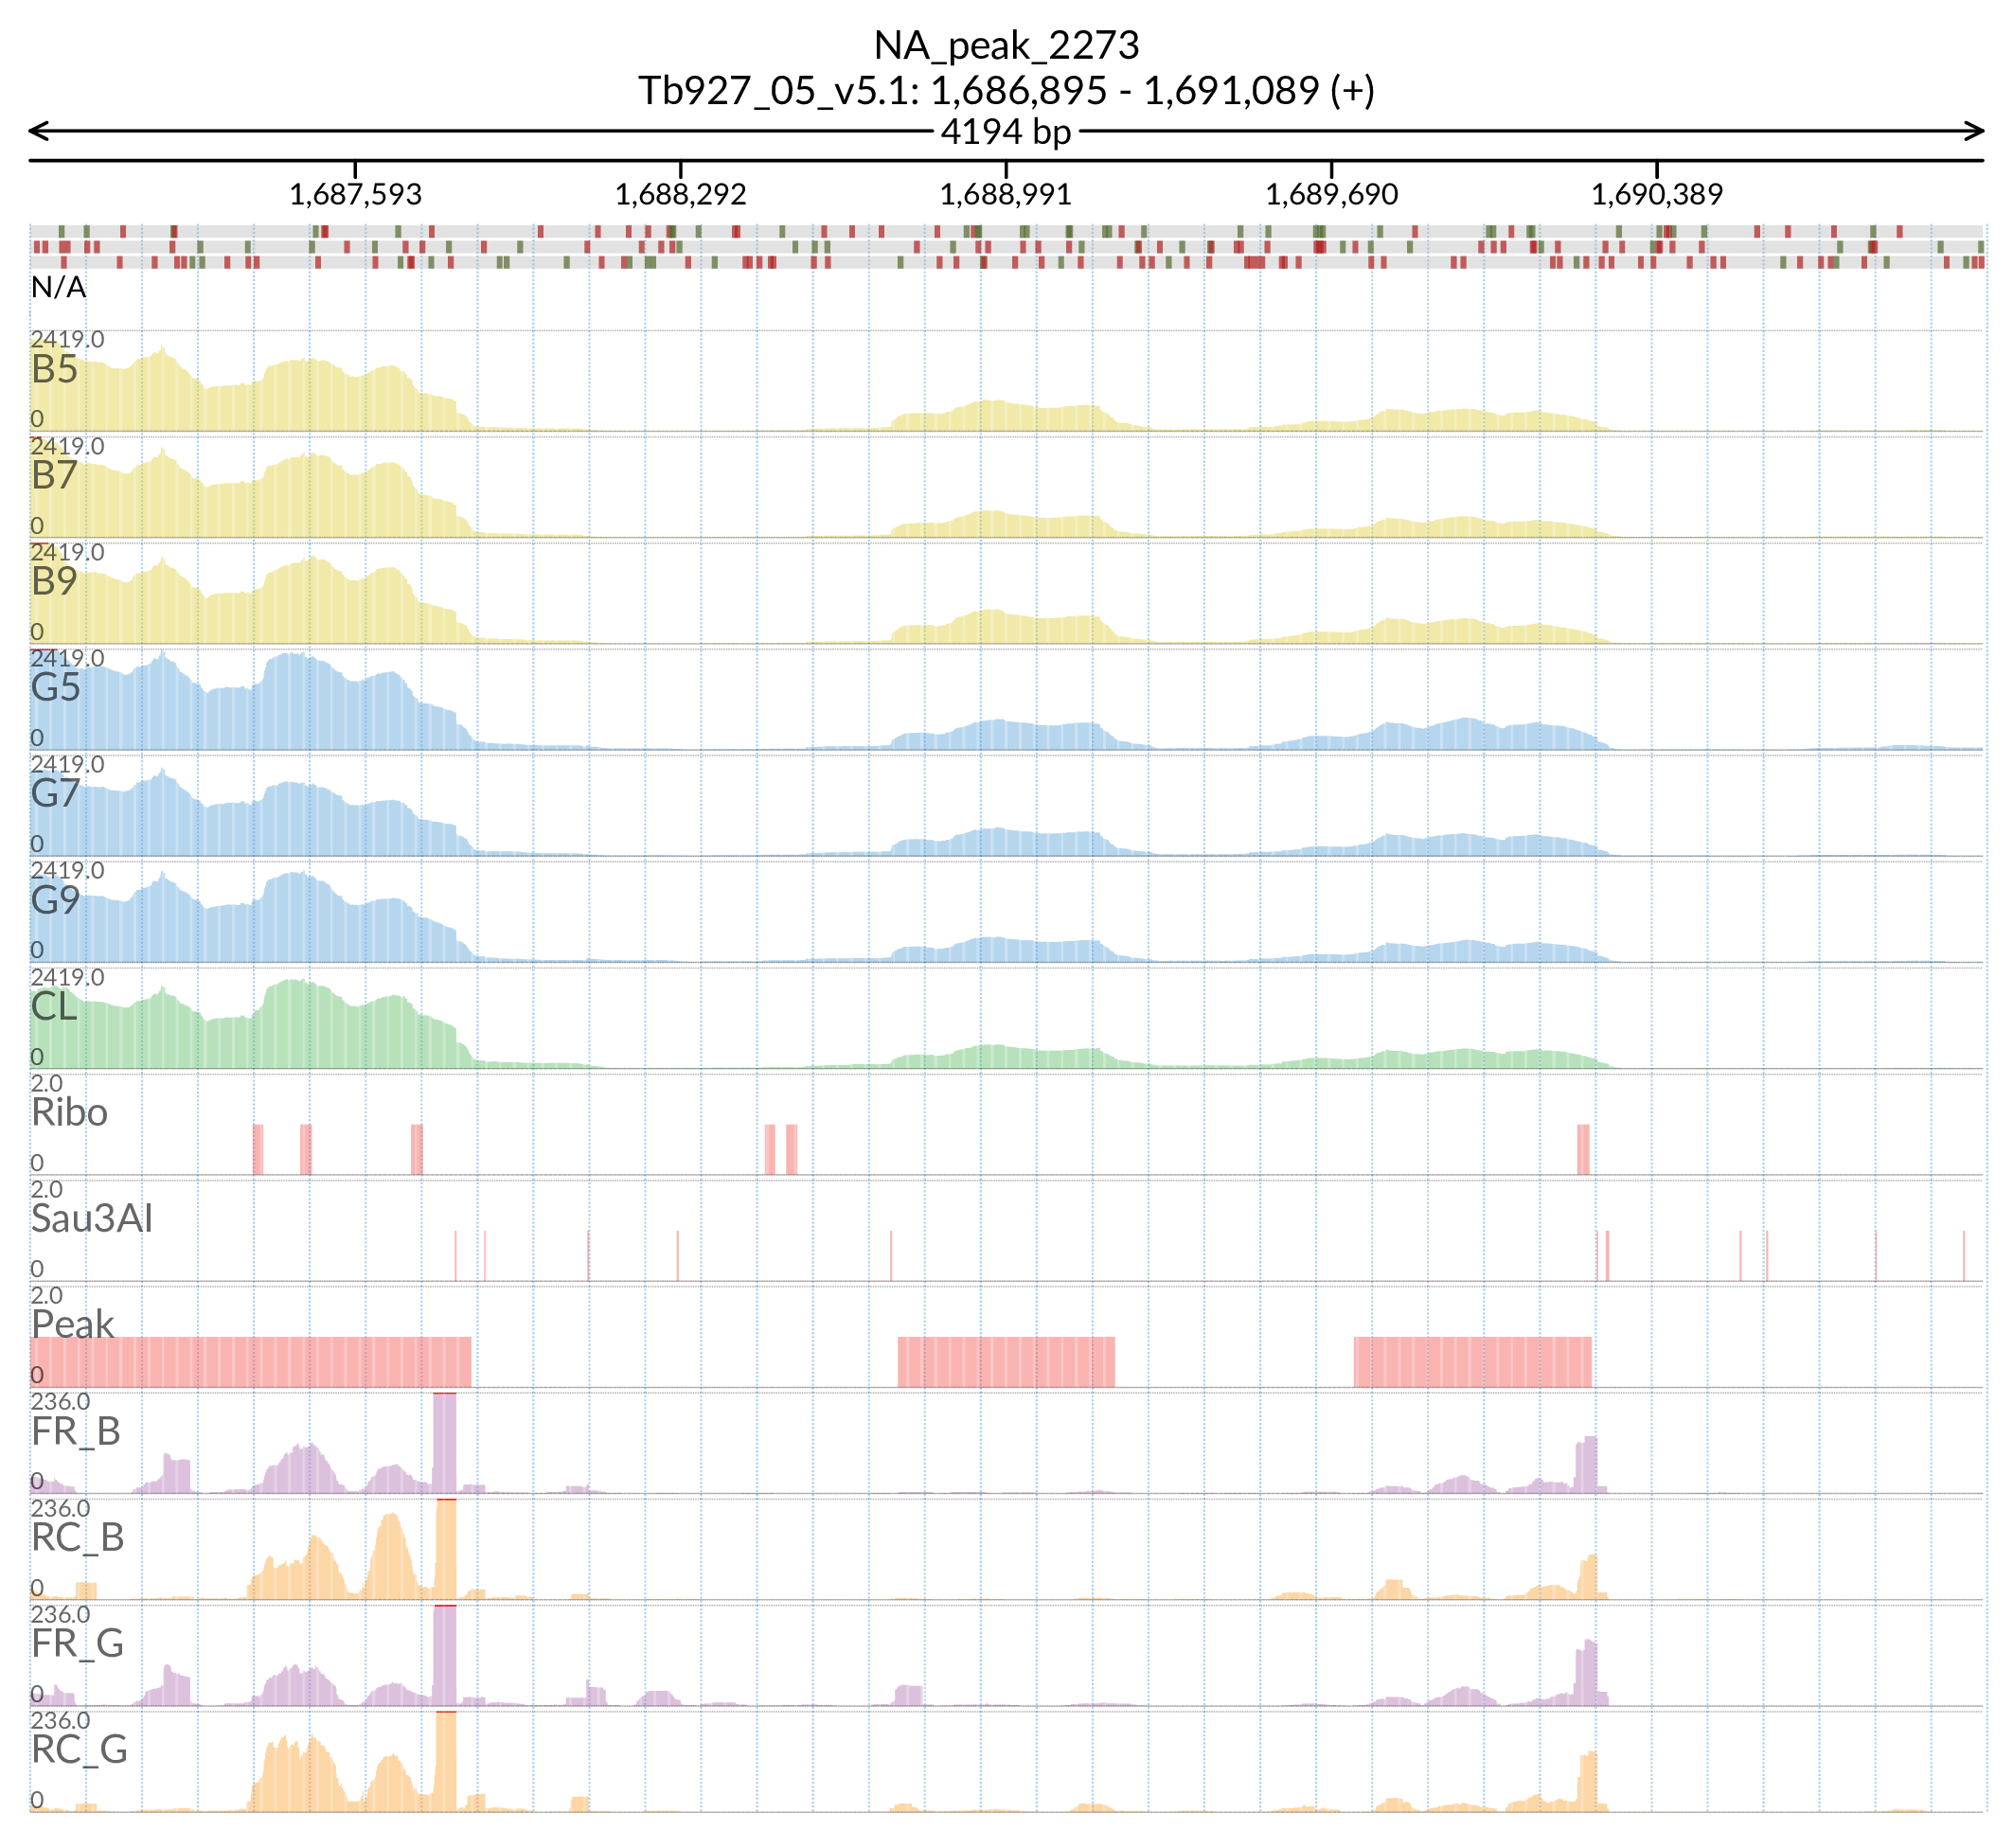 NA_peak_2273
Tb927_05_v5.1: 1,686,895 - 1,691,089 (+)
4194 bp
1,687,593 1,688,292 1,688,991 1,689,690 1,690,389
N/A
2419.0
B5
0
2419.0
B7
0
2419.0
B9
0
2419.0
G5
0
2419.0
G7
0
2419.0
G9
0
2419.0
CL
0
2.0
Ribo
0
2.0
Sau3AI
0
2.0
Peak
0
236.0
FR_B
0
236.0
RC_B
0
236.0
FR_G
0
236.0
RC_G
0